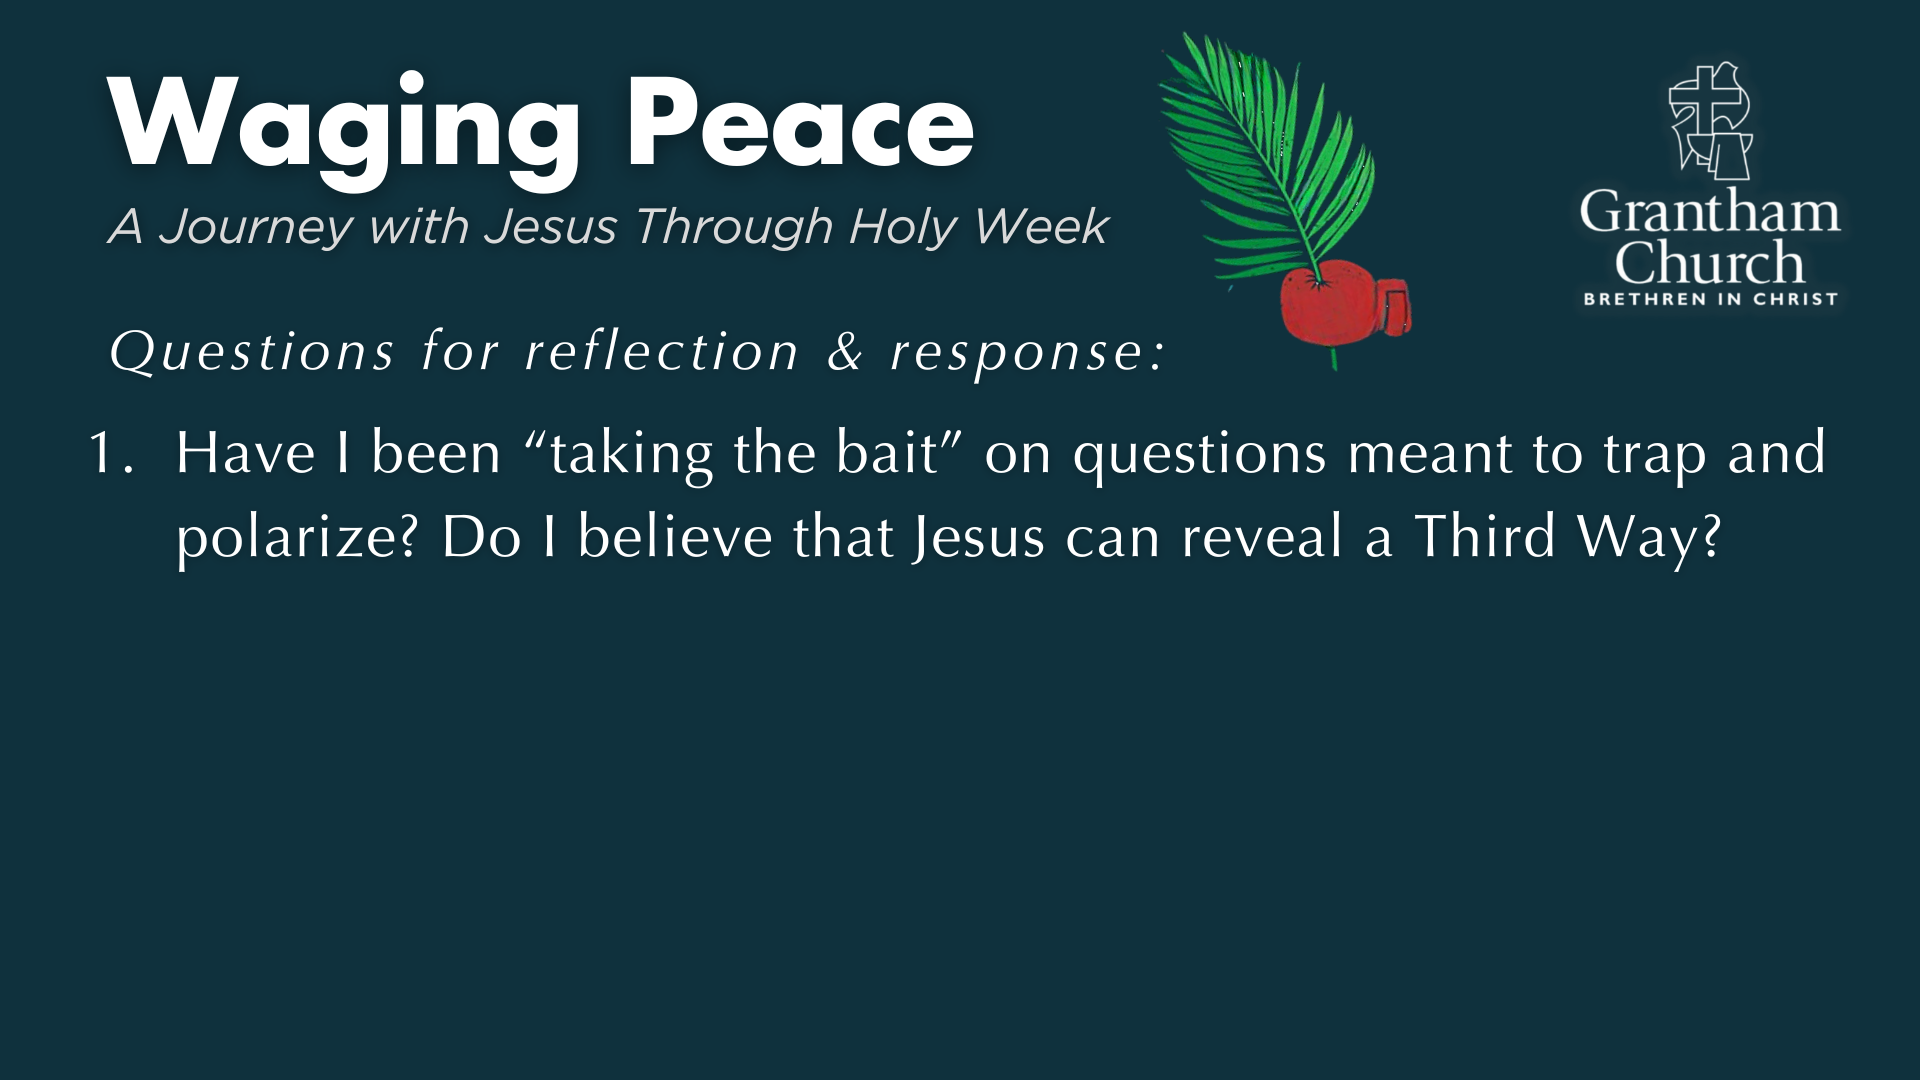 Waging Peace
A Journey with Jesus Through Holy Week
Grantham
Church
BRETHREN IN CHRIST
Questions for reflection & response:
1. Have I been “taking the bait” on questions meant to trap and
polarize? Do I believe that Jesus can reveal a Third Way?